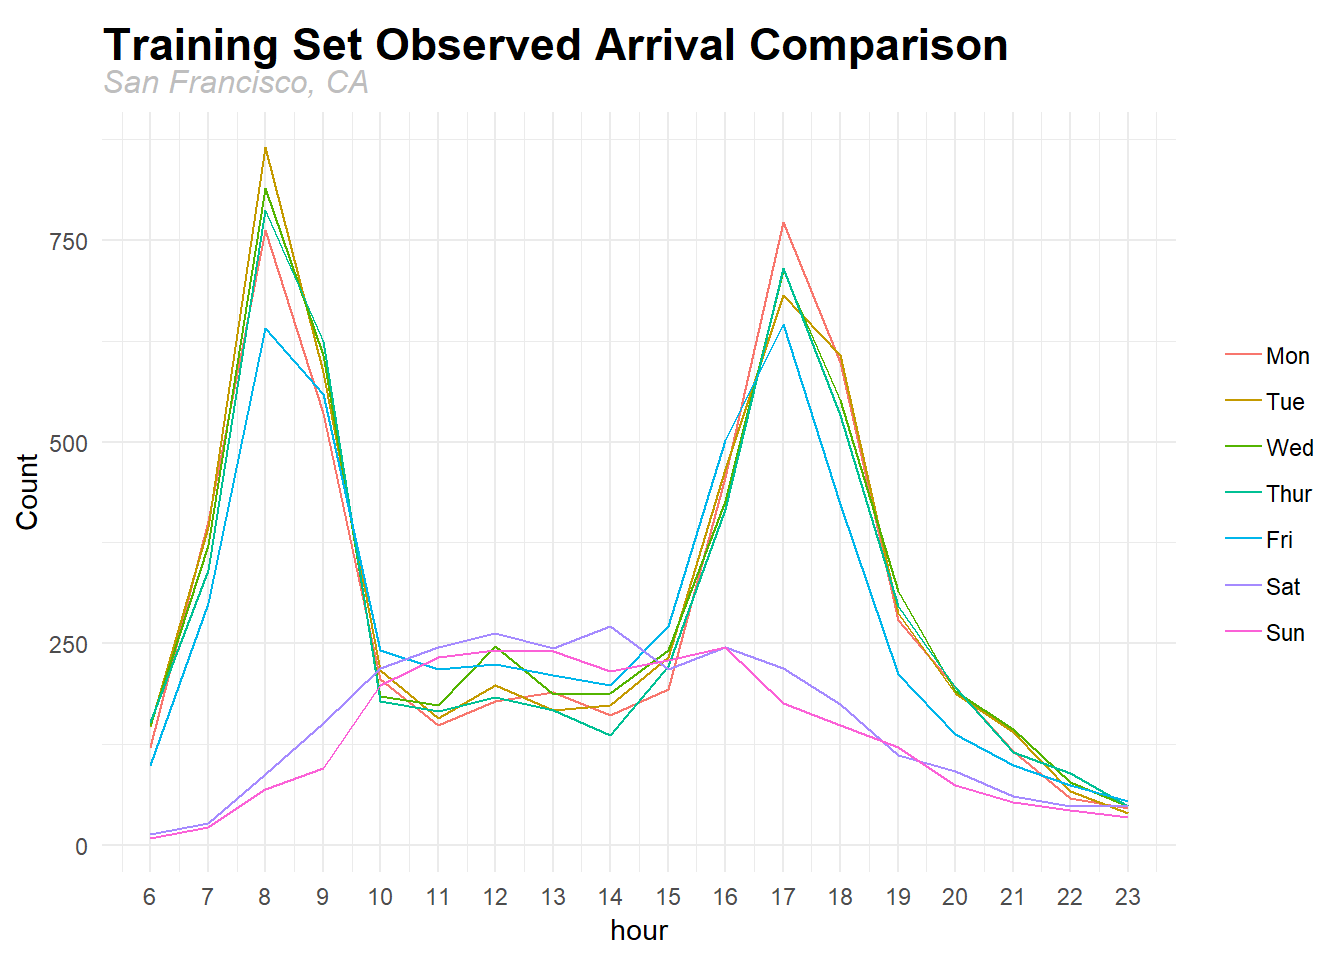 Training Set Observed Arrival Comparison
San Francisco, CA
Count
750
500
250
0
6 7 8 9 10 11 12 13 14 15 16 17 18 19 20 21 22 23
hour
Mon
Tue
Wed
Thur
Fri
Sat
Sun